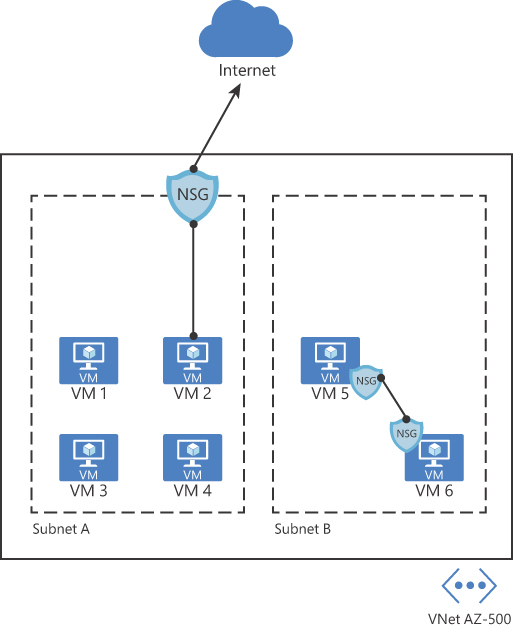 Internet
NSG
VM
VM 1
VM
VM 2
VM
VM 5
NSG
NSG
VM
VM 3
VM
VM 4
VM
VM 6
Subnet A
Subnet B
VNet AZ-500